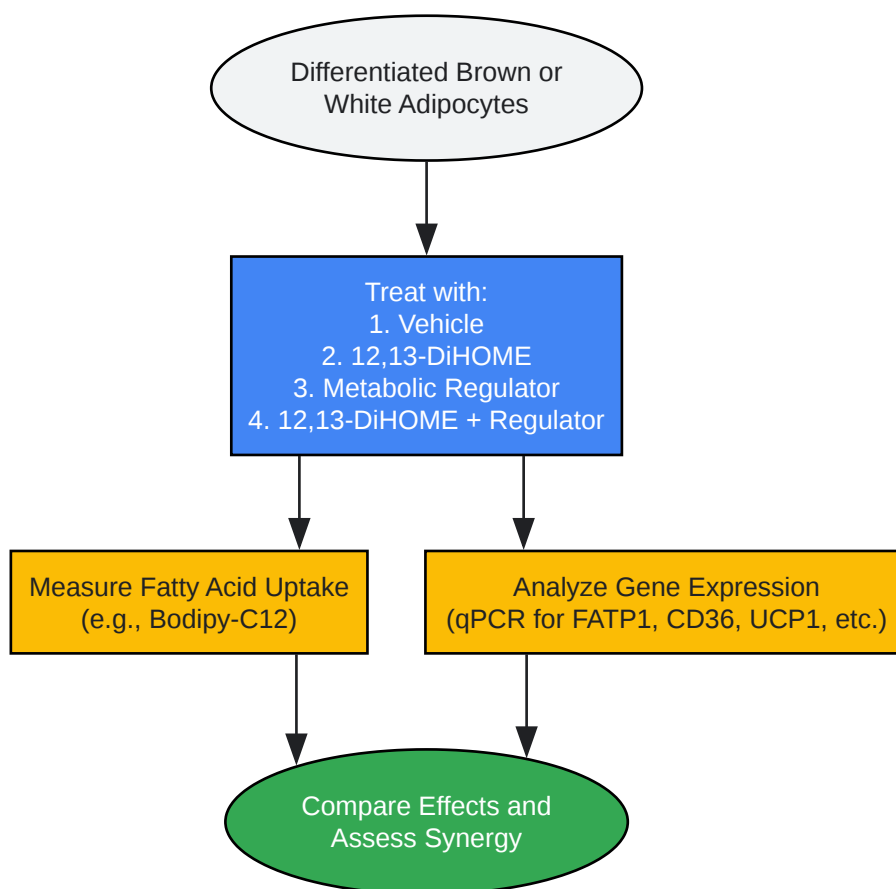 Differentiated Brown or
White Adipocytes
Treat with:
1. Vehicle
2. 12,13-DiHOME
3. Metabolic Regulator
4. 12,13-DiHOME + Regulator
Measure Fatty Acid Uptake
(e.g., Bodipy-C12)
Analyze Gene Expression
(qPCR for FATP1, CD36, UCP1, etc.)
Compare Effects and
Assess Synergy